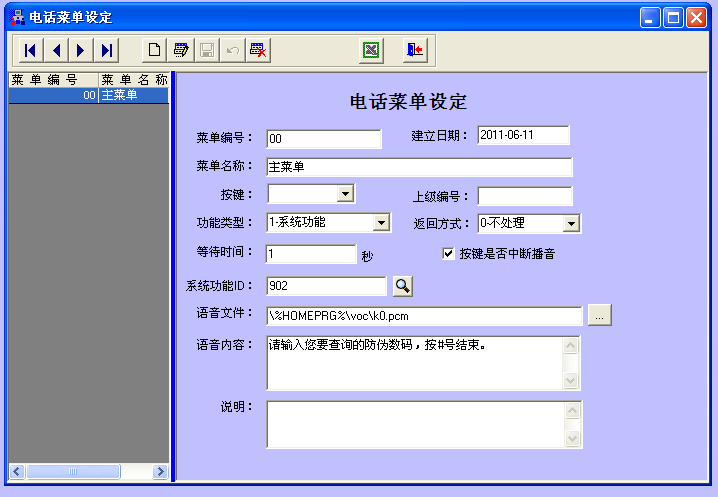 电话菜单设定
菜单编号 菜单名称
00 主菜单
电话菜单设定
菜单编号： 00 建立日期： 2011-06-11
菜单名称： 主菜单
按键： 上级编号：
功能类型： 1-系统功能 返回方式： 0-不处理
等待时间： 1 秒 按键是否中断播音
系统功能ID： 902
语音文件： \%HOMEPRG%\voc\k0.pcm ...
语音内容： 请输入您要查询的防伪数码，按#号结束。
说明：